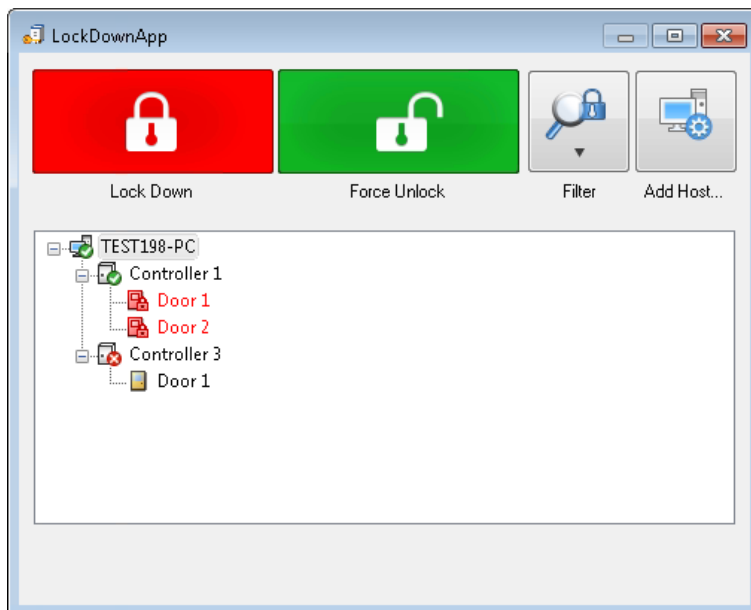 LockDownApp
Lock Down
Force Unlock
Filter
Add Host...
TEST198-PC
Controller 1
Door 1
Door 2
Controller 3
Door 1